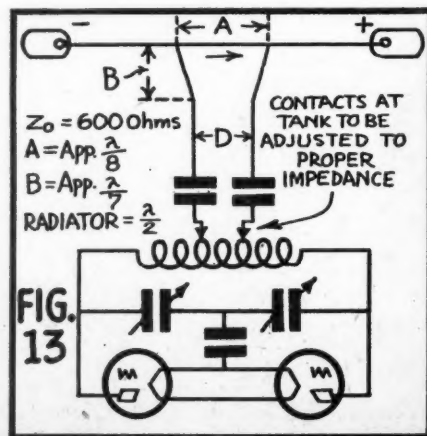 - A +
B
Z₀ = 600 Ohms
A = App. λ/8
B = App. λ/7
RADIATOR = λ/2
D
CONTACTS AT
TANK TO BE
ADJUSTED TO
PROPER
IMPEDANCE
FIG.
13